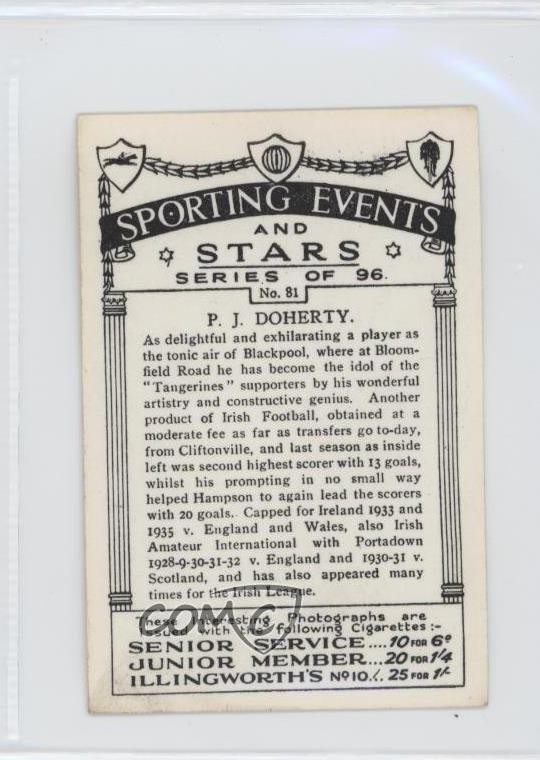 SPORTING EVENTS
AND
STARS
SERIES OF 96.
No. 81
P. J. DOHERTY.
As delightful and exhilarating a player as
the tonic air of Blackpool, where at Bloom-
field Road he has become the idol of the
"Tangerines" supporters by his wonderful
artistry and constructive genius. Another
product of Irish Football, obtained at a
moderate fee as far as transfers go to-day,
from Cliftonville, and last season as inside
left was second highest scorer with 13 goals,
whilst his prompting in no small way
helped Hampson to again lead the scorers
with 20 goals. Capped for Ireland 1933 and
1935 v. England and Wales, also Irish
Amateur International with Portadown
1928-9-30-31-32 v. England and 1930-31 v.
Scotland, and has also appeared many
times for the Irish League.
These Interesting Photographs are
issued with the following Cigarettes:-
COMC
SENIOR SERVICE....10 FOR 6D
JUNIOR MEMBER...20 FOR 1/4
ILLINGWORTH'S No10...25 FOR 1/-